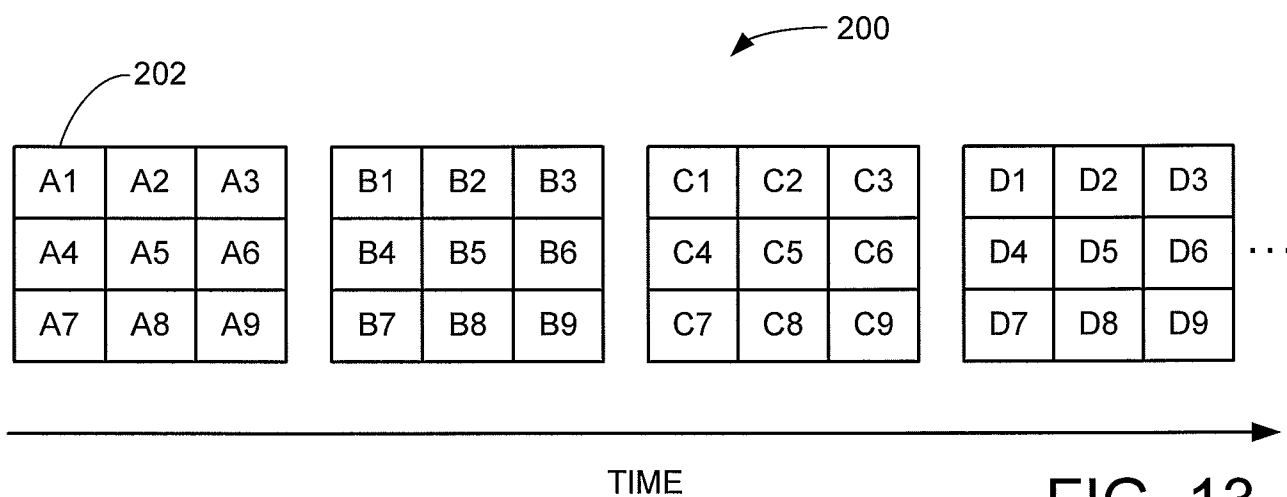 200
202
A1 A2 A3 B1 B2 B3 C1 C2 C3 D1 D2 D3
A4 A5 A6 B4 B5 B6 C4 C5 C6 D4 D5 D6 ...
A7 A8 A9 B7 B8 B9 C7 C8 C9 D7 D8 D9
TIME
FIG. 13